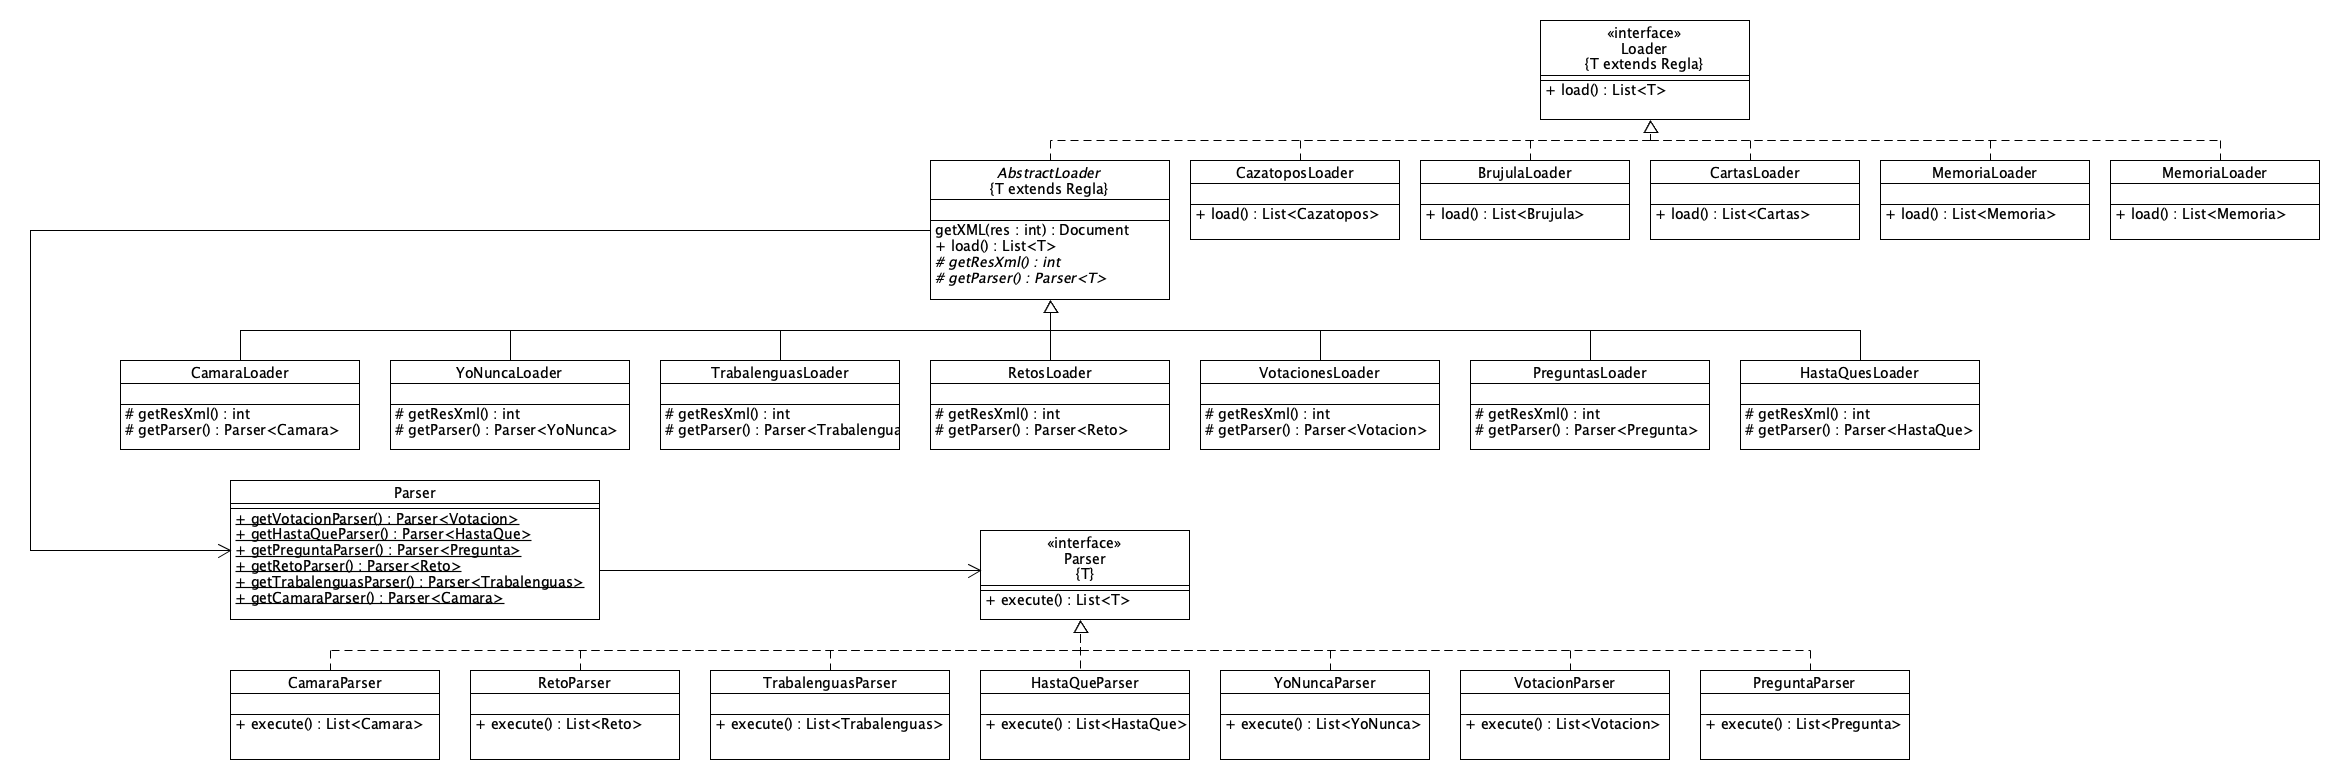 «interface»
Loader
{T extends Regla}
+ load() : List<T>
AbstractLoader
{T extends Regla}
getXML(res : int) : Document
+ load() : List<T>
# getResXml() : int
# getParser() : Parser<T>
CazatoposLoader
+ load() : List<Cazatopos>
BrujulaLoader
+ load() : List<Brujula>
CartasLoader
+ load() : List<Cartas>
MemoriaLoader
+ load() : List<Memoria>
MemoriaLoader
+ load() : List<Memoria>
CamaraLoader
# getResXml() : int
# getParser() : Parser<Camara>
YoNuncaLoader
# getResXml() : int
# getParser() : Parser<YoNunca>
TrabalenguasLoader
# getResXml() : int
# getParser() : Parser<Trabalengua
RetosLoader
# getResXml() : int
# getParser() : Parser<Reto>
VotacionesLoader
# getResXml() : int
# getParser() : Parser<Votacion>
PreguntasLoader
# getResXml() : int
# getParser() : Parser<Pregunta>
HastaQuesLoader
# getResXml() : int
# getParser() : Parser<HastaQue>
Parser
+ getVotacionParser() : Parser<Votacion>
+ getHastaQueParser() : Parser<HastaQue>
+ getPreguntaParser() : Parser<Pregunta>
+ getRetoParser() : Parser<Reto>
+ getTrabalenguasParser() : Parser<Trabalenguas>
+ getCamaraParser() : Parser<Camara>
«interface»
Parser
{T}
+ execute() : List<T>
CamaraParser
+ execute() : List<Camara>
RetoParser
+ execute() : List<Reto>
TrabalenguasParser
+ execute() : List<Trabalenguas>
HastaQueParser
+ execute() : List<HastaQue>
YoNuncaParser
+ execute() : List<YoNunca>
VotacionParser
+ execute() : List<Votacion>
PreguntaParser
+ execute() : List<Pregunta>